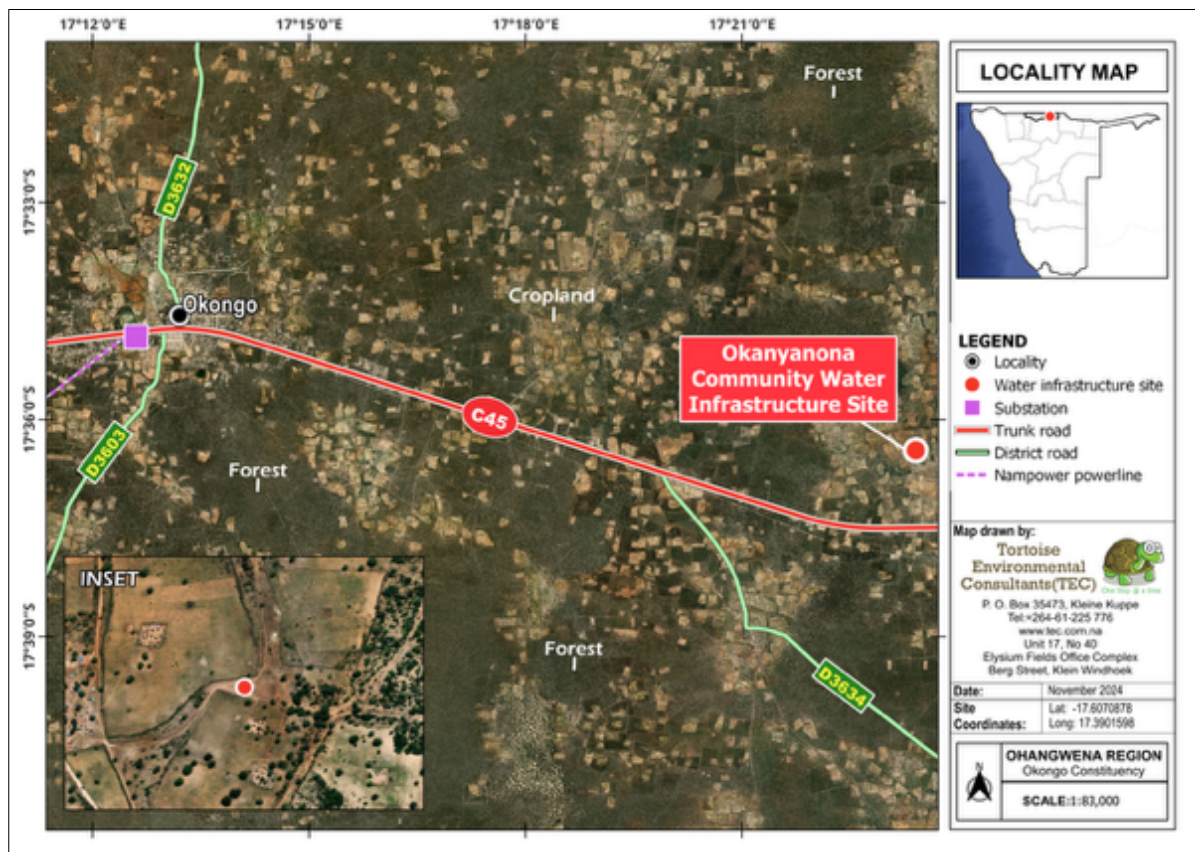 17°12'0"E
17°15'0"E
17°18'0"E
17°21'0"E
17°33'0"S
17°36'0"S
17°39'0"S
Forest
D3632
Okongo
Cropland
Okanyanona
Community Water
Infrastructure Site
C45
D3603
Forest
INSET
Forest
D3634
LOCALITY MAP
LEGEND
Locality
Water infrastructure site
Substation
Trunk road
District road
Nampower powerline
Map drawn by:
Tortoise
Environmental
Consultants(TEC)
One Step @ a time
P. O. Box 35473, Kleine Kuppe
Tel:+264-61-225 776
www.tec.com.na
Unit 17, No 40
Elysium Fields Office Complex
Berg Street, Klein Windhoek
Date: November 2024
Site Lat: -17.6070878
Coordinates: Long: 17.3901598
N
OHANGWENA REGION
Okongo Constituency
SCALE:1:83,000